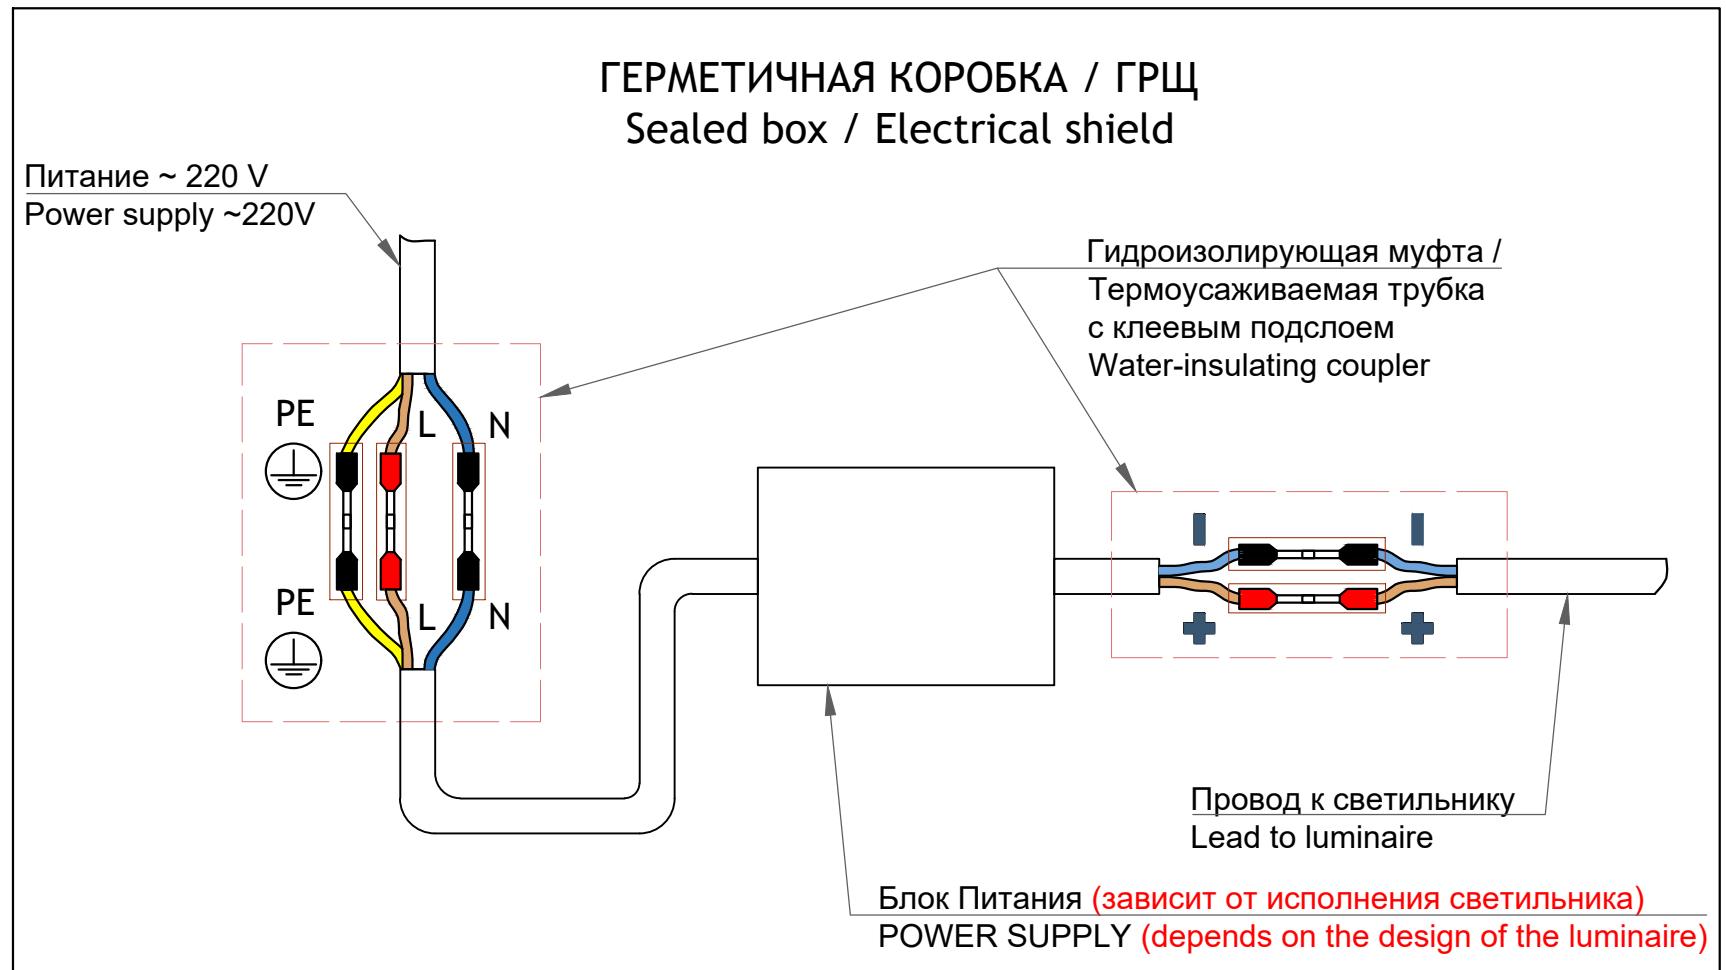 ГЕРМЕТИЧНАЯ КОРОБКА / ГРЩ
Sealed box / Electrical shield
Питание ~ 220 V
Power supply ~220V
Гидроизолирующая муфта /
Термоусаживаемая трубка
с клеевым подслоем
Water-insulating coupler
PE
L
N
PE
L
N
Провод к светильнику
Lead to luminaire
Блок Питания (зависит от исполнения светильника)
POWER SUPPLY (depends on the design of the luminaire)